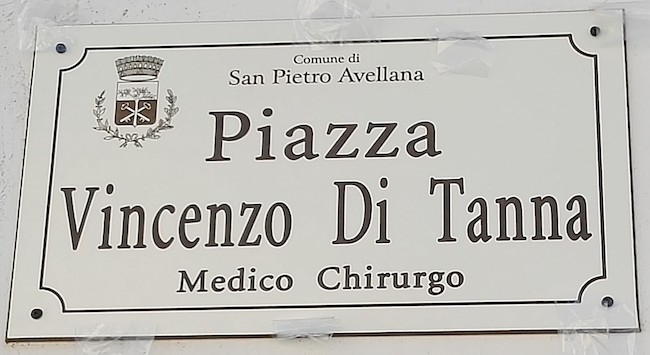 Comune di
San Pietro Avellana
Piazza
Vincenzo Di Tanna
Medico Chirurgo